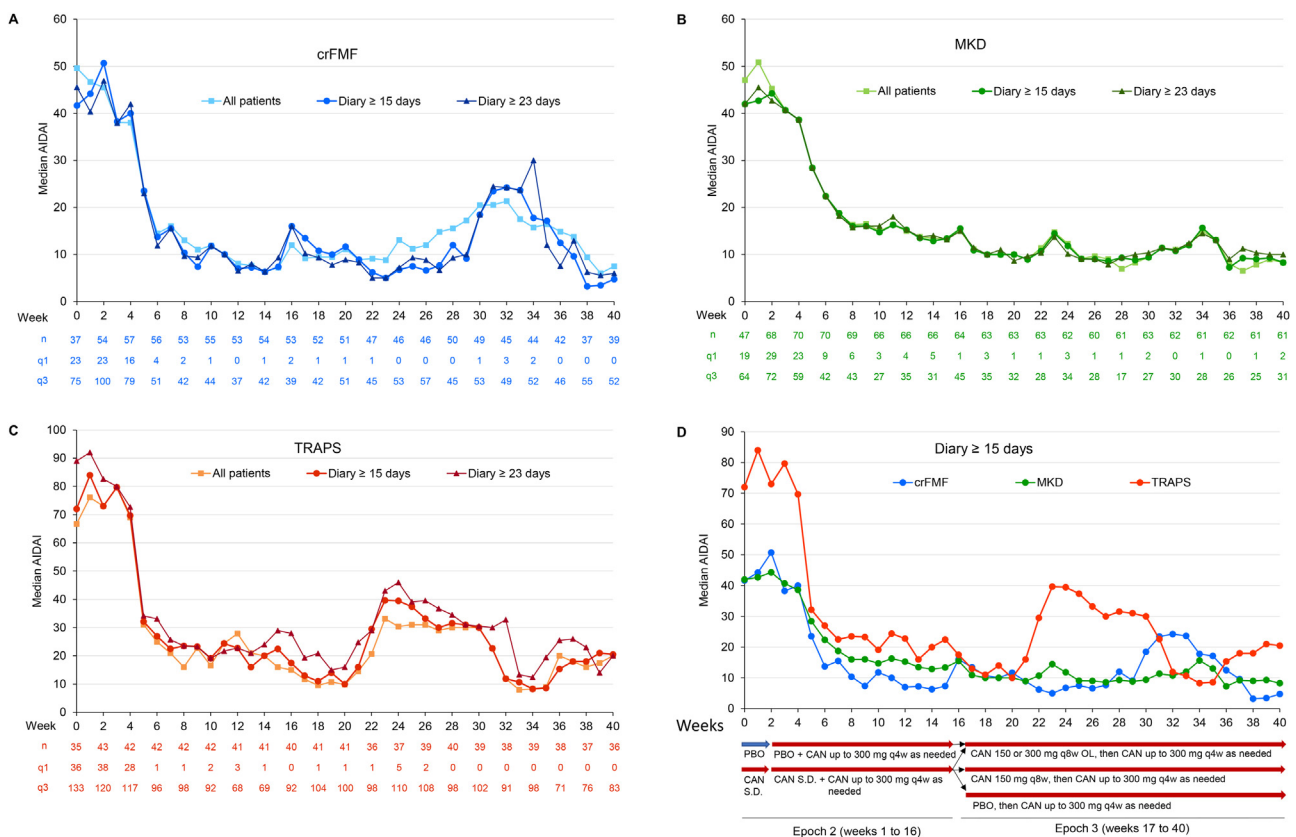 A
crFMF
Median AIDAI
60
50
40
30
20
10
0
All patients Diary ≥ 15 days Diary ≥ 23 days
Week 0 2 4 6 8 10 12 14 16 18 20 22 24 26 28 30 32 34 36 38 40
n 37 54 57 56 53 55 53 54 53 52 51 47 46 46 50 49 45 44 42 37 39
q1 23 23 16 4 2 1 0 1 2 1 1 0 0 0 0 1 3 2 0 0 0
q3 75 100 79 51 42 44 37 42 39 42 51 45 53 57 45 53 49 52 46 55 52
B
MKD
Median AIDAI
60
50
40
30
20
10
0
All patients Diary ≥ 15 days Diary ≥ 23 days
Week 0 2 4 6 8 10 12 14 16 18 20 22 24 26 28 30 32 34 36 38 40
n 47 68 70 70 69 66 66 66 64 63 63 63 62 60 61 63 62 61 62 61 61
q1 19 29 23 9 6 3 4 5 1 3 1 1 3 1 1 2 0 1 0 1 2
q3 64 72 59 42 43 27 35 31 45 35 32 28 34 28 17 27 30 28 26 25 31
C
TRAPS
Median AIDAI
100
90
80
70
60
50
40
30
20
10
0
All patients Diary ≥ 15 days Diary ≥ 23 days
Week 0 2 4 6 8 10 12 14 16 18 20 22 24 26 28 30 32 34 36 38 40
n 35 43 42 42 42 42 41 41 40 41 41 36 37 39 40 39 38 39 38 37 36
q1 36 38 28 1 1 2 3 1 0 0 0 1 5 2 0 0 0 0 0 0 0
q3 133 120 117 96 98 92 68 69 92 104 100 98 110 108 98 102 91 98 71 76 83
D
Diary ≥ 15 days
Median AIDAI
90
80
70
60
50
40
30
20
10
0
crFMF MKD TRAPS
Weeks 0 2 4 6 8 10 12 14 16 18 20 22 24 26 28 30 32 34 36 38 40
PBO PBO + CAN up to 300 mg q4w as needed CAN 150 or 300 mg q8w OL, then CAN up to 300 mg q4w as needed
CAN S.D. CAN S.D. + CAN up to 300 mg q4w as needed CAN 150 mg q8w, then CAN up to 300 mg q4w as needed
PBO, then CAN up to 300 mg q4w as needed
Epoch 2 (weeks 1 to 16) Epoch 3 (weeks 17 to 40)